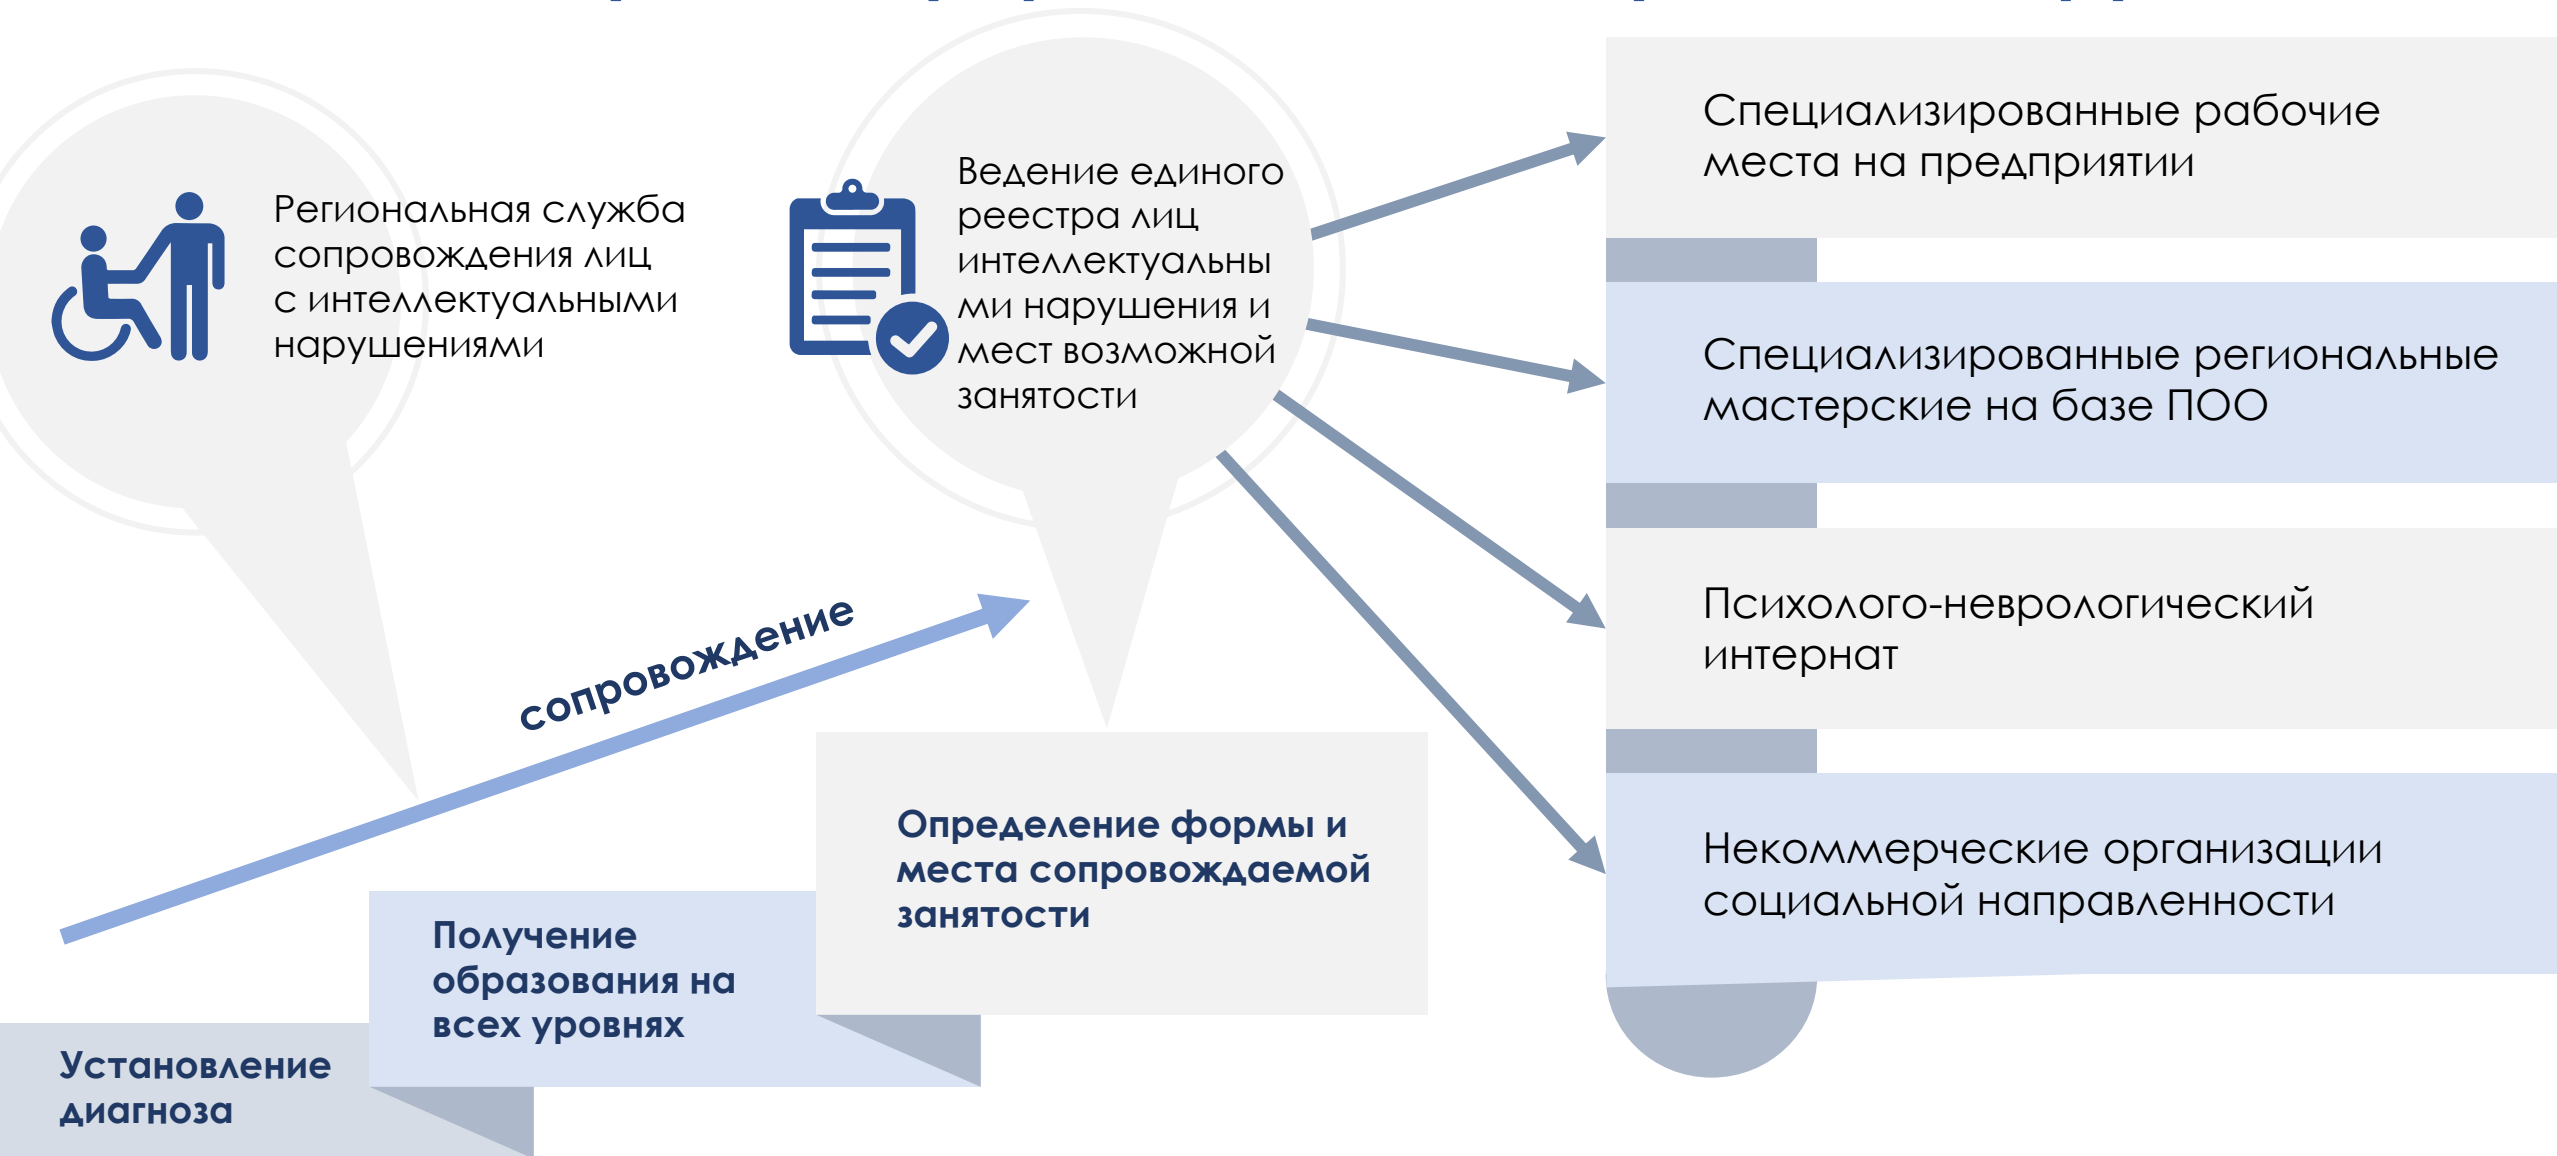 Региональная служба
сопровождения лиц
с интеллектуальными
нарушениями
Ведение единого
реестра лиц
интеллектуальны
ми нарушения и
мест возможной
занятости
Специализированные рабочие
места на предприятии
Специализированные региональные
мастерские на базе ПОО
Психолого-неврологический
интернат
Некоммерческие организации
социальной направленности
сопровождение
Определение формы и
места сопровождаемой
занятости
Получение
образования на
всех уровнях
Установление
диагноза